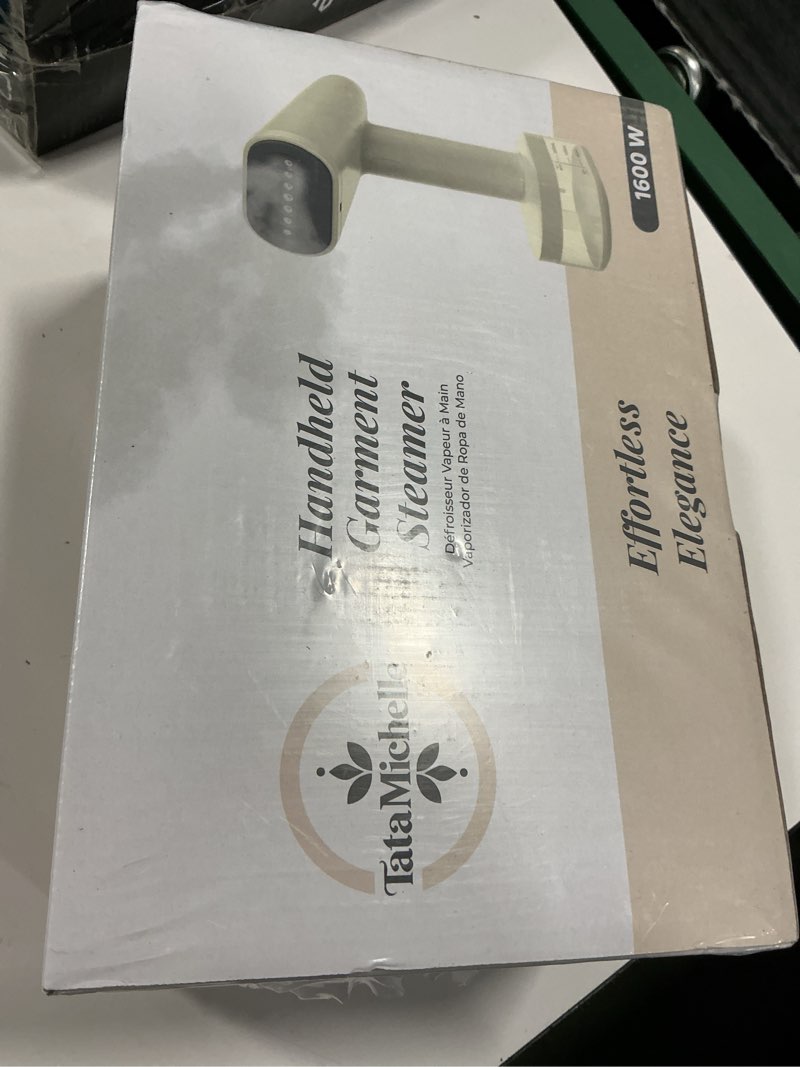 TataMichelle
Handheld
Garment
Steamer
Défroisseur Vapeur à Main
Vaporizador de Ropa de Mano
Effortless
Elegance
1600 W